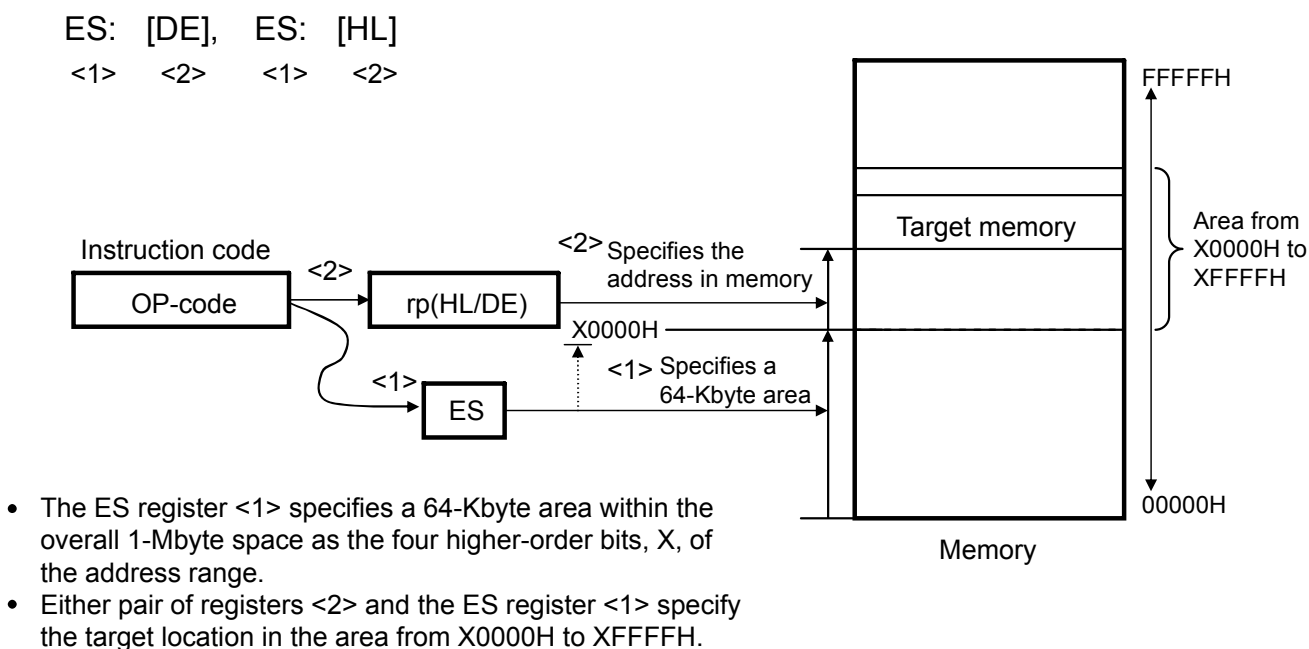 ES: [DE], ES: [HL]
<1> <2> <1> <2>
FFFFFH
Target memory
Area from
X0000H to
XFFFFH
Instruction code
OP-code
<2>
rp(HL/DE)
<2> Specifies the
address in memory
X0000H
<1>
ES
<1> Specifies a
64-Kbyte area
00000H
Memory
• The ES register <1> specifies a 64-Kbyte area within the
overall 1-Mbyte space as the four higher-order bits, X, of
the address range.
• Either pair of registers <2> and the ES register <1> specify
the target location in the area from X0000H to XFFFFH.